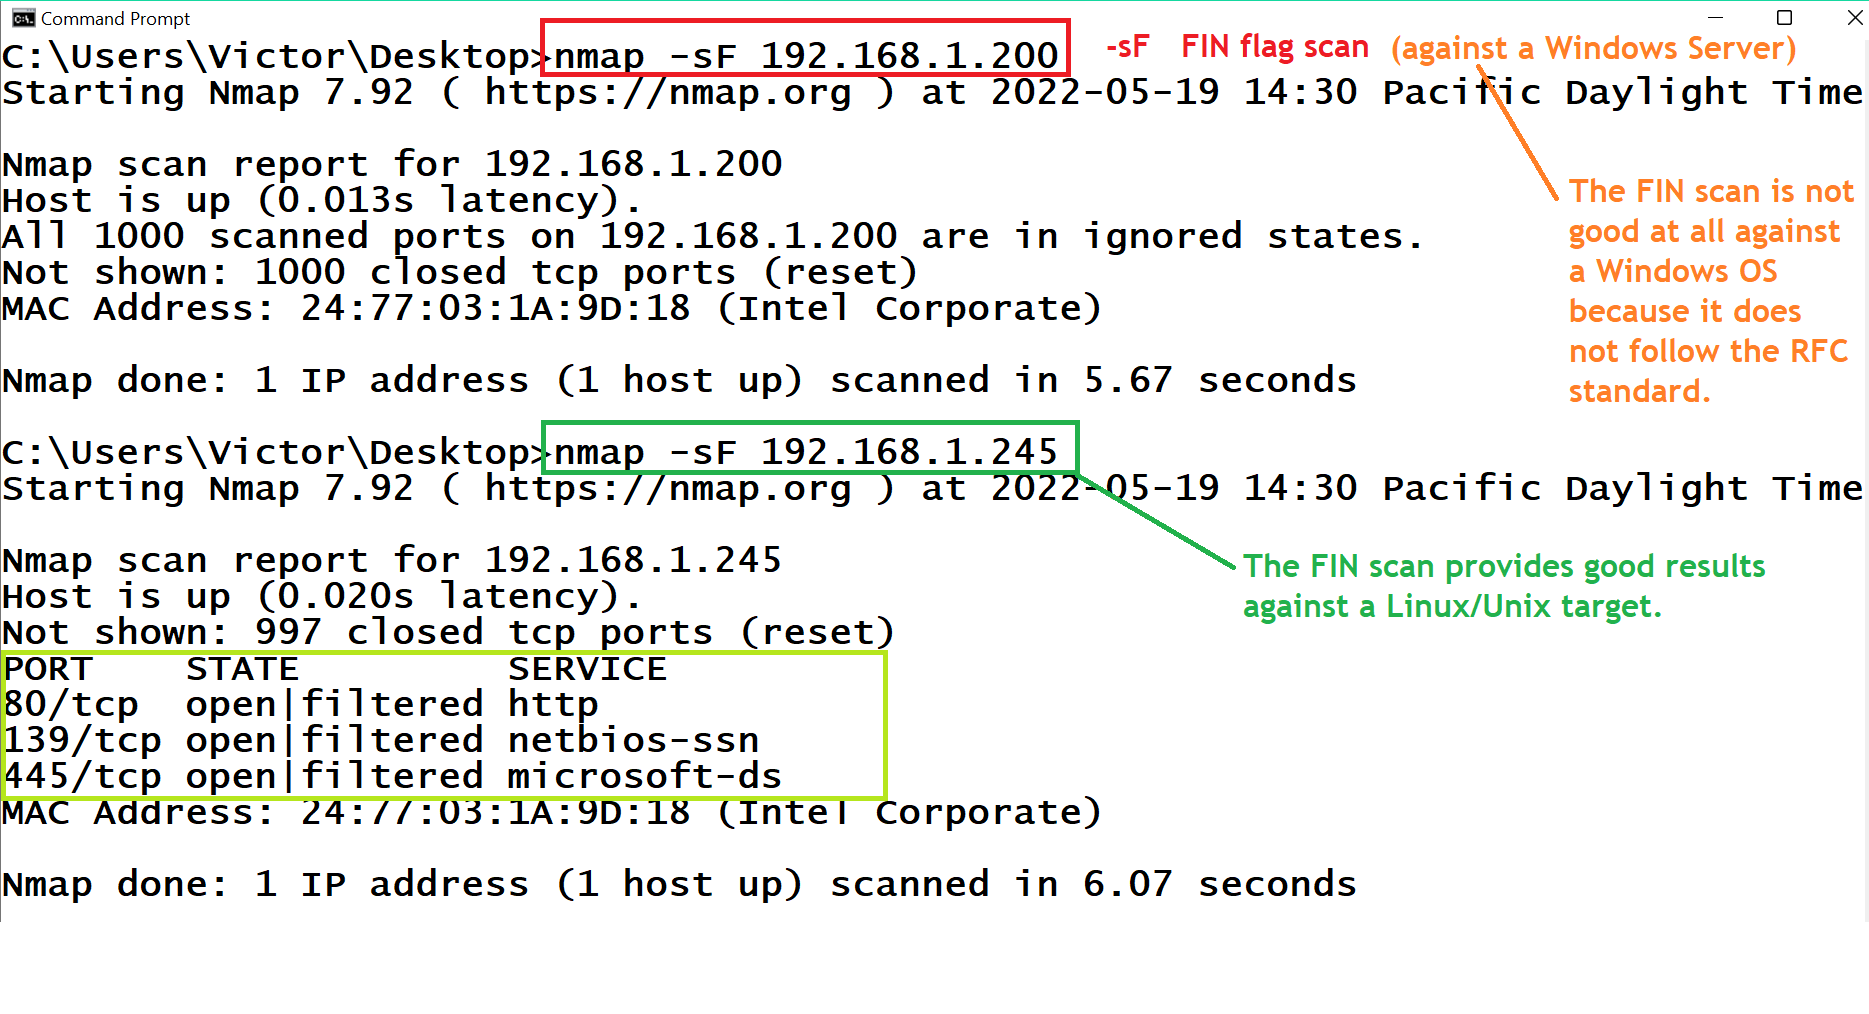 Command Prompt
C:\Users\Victor\Desktop>nmap -sF 192.168.1.200 -sF FIN flag scan (against a Windows Server)
Starting Nmap 7.92 ( https://nmap.org ) at 2022-05-19 14:30 Pacific Daylight Time
Nmap scan report for 192.168.1.200
Host is up (0.013s latency).
All 1000 scanned ports on 192.168.1.200 are in ignored states.
Not shown: 1000 closed tcp ports (reset)
MAC Address: 24:77:03:1A:9D:18 (Intel Corporate)
Nmap done: 1 IP address (1 host up) scanned in 5.67 seconds
The FIN scan is not
good at all against
a Windows OS
because it does
not follow the RFC
standard.
C:\Users\Victor\Desktop>nmap -sF 192.168.1.245
Starting Nmap 7.92 ( https://nmap.org ) at 2022-05-19 14:30 Pacific Daylight Time
Nmap scan report for 192.168.1.245
Host is up (0.020s latency).
Not shown: 997 closed tcp ports (reset)
The FIN scan provides good results
against a Linux/Unix target.
PORT STATE SERVICE
80/tcp open|filtered http
139/tcp open|filtered netbios-ssn
445/tcp open|filtered microsoft-ds
MAC Address: 24:77:03:1A:9D:18 (Intel Corporate)
Nmap done: 1 IP address (1 host up) scanned in 6.07 seconds